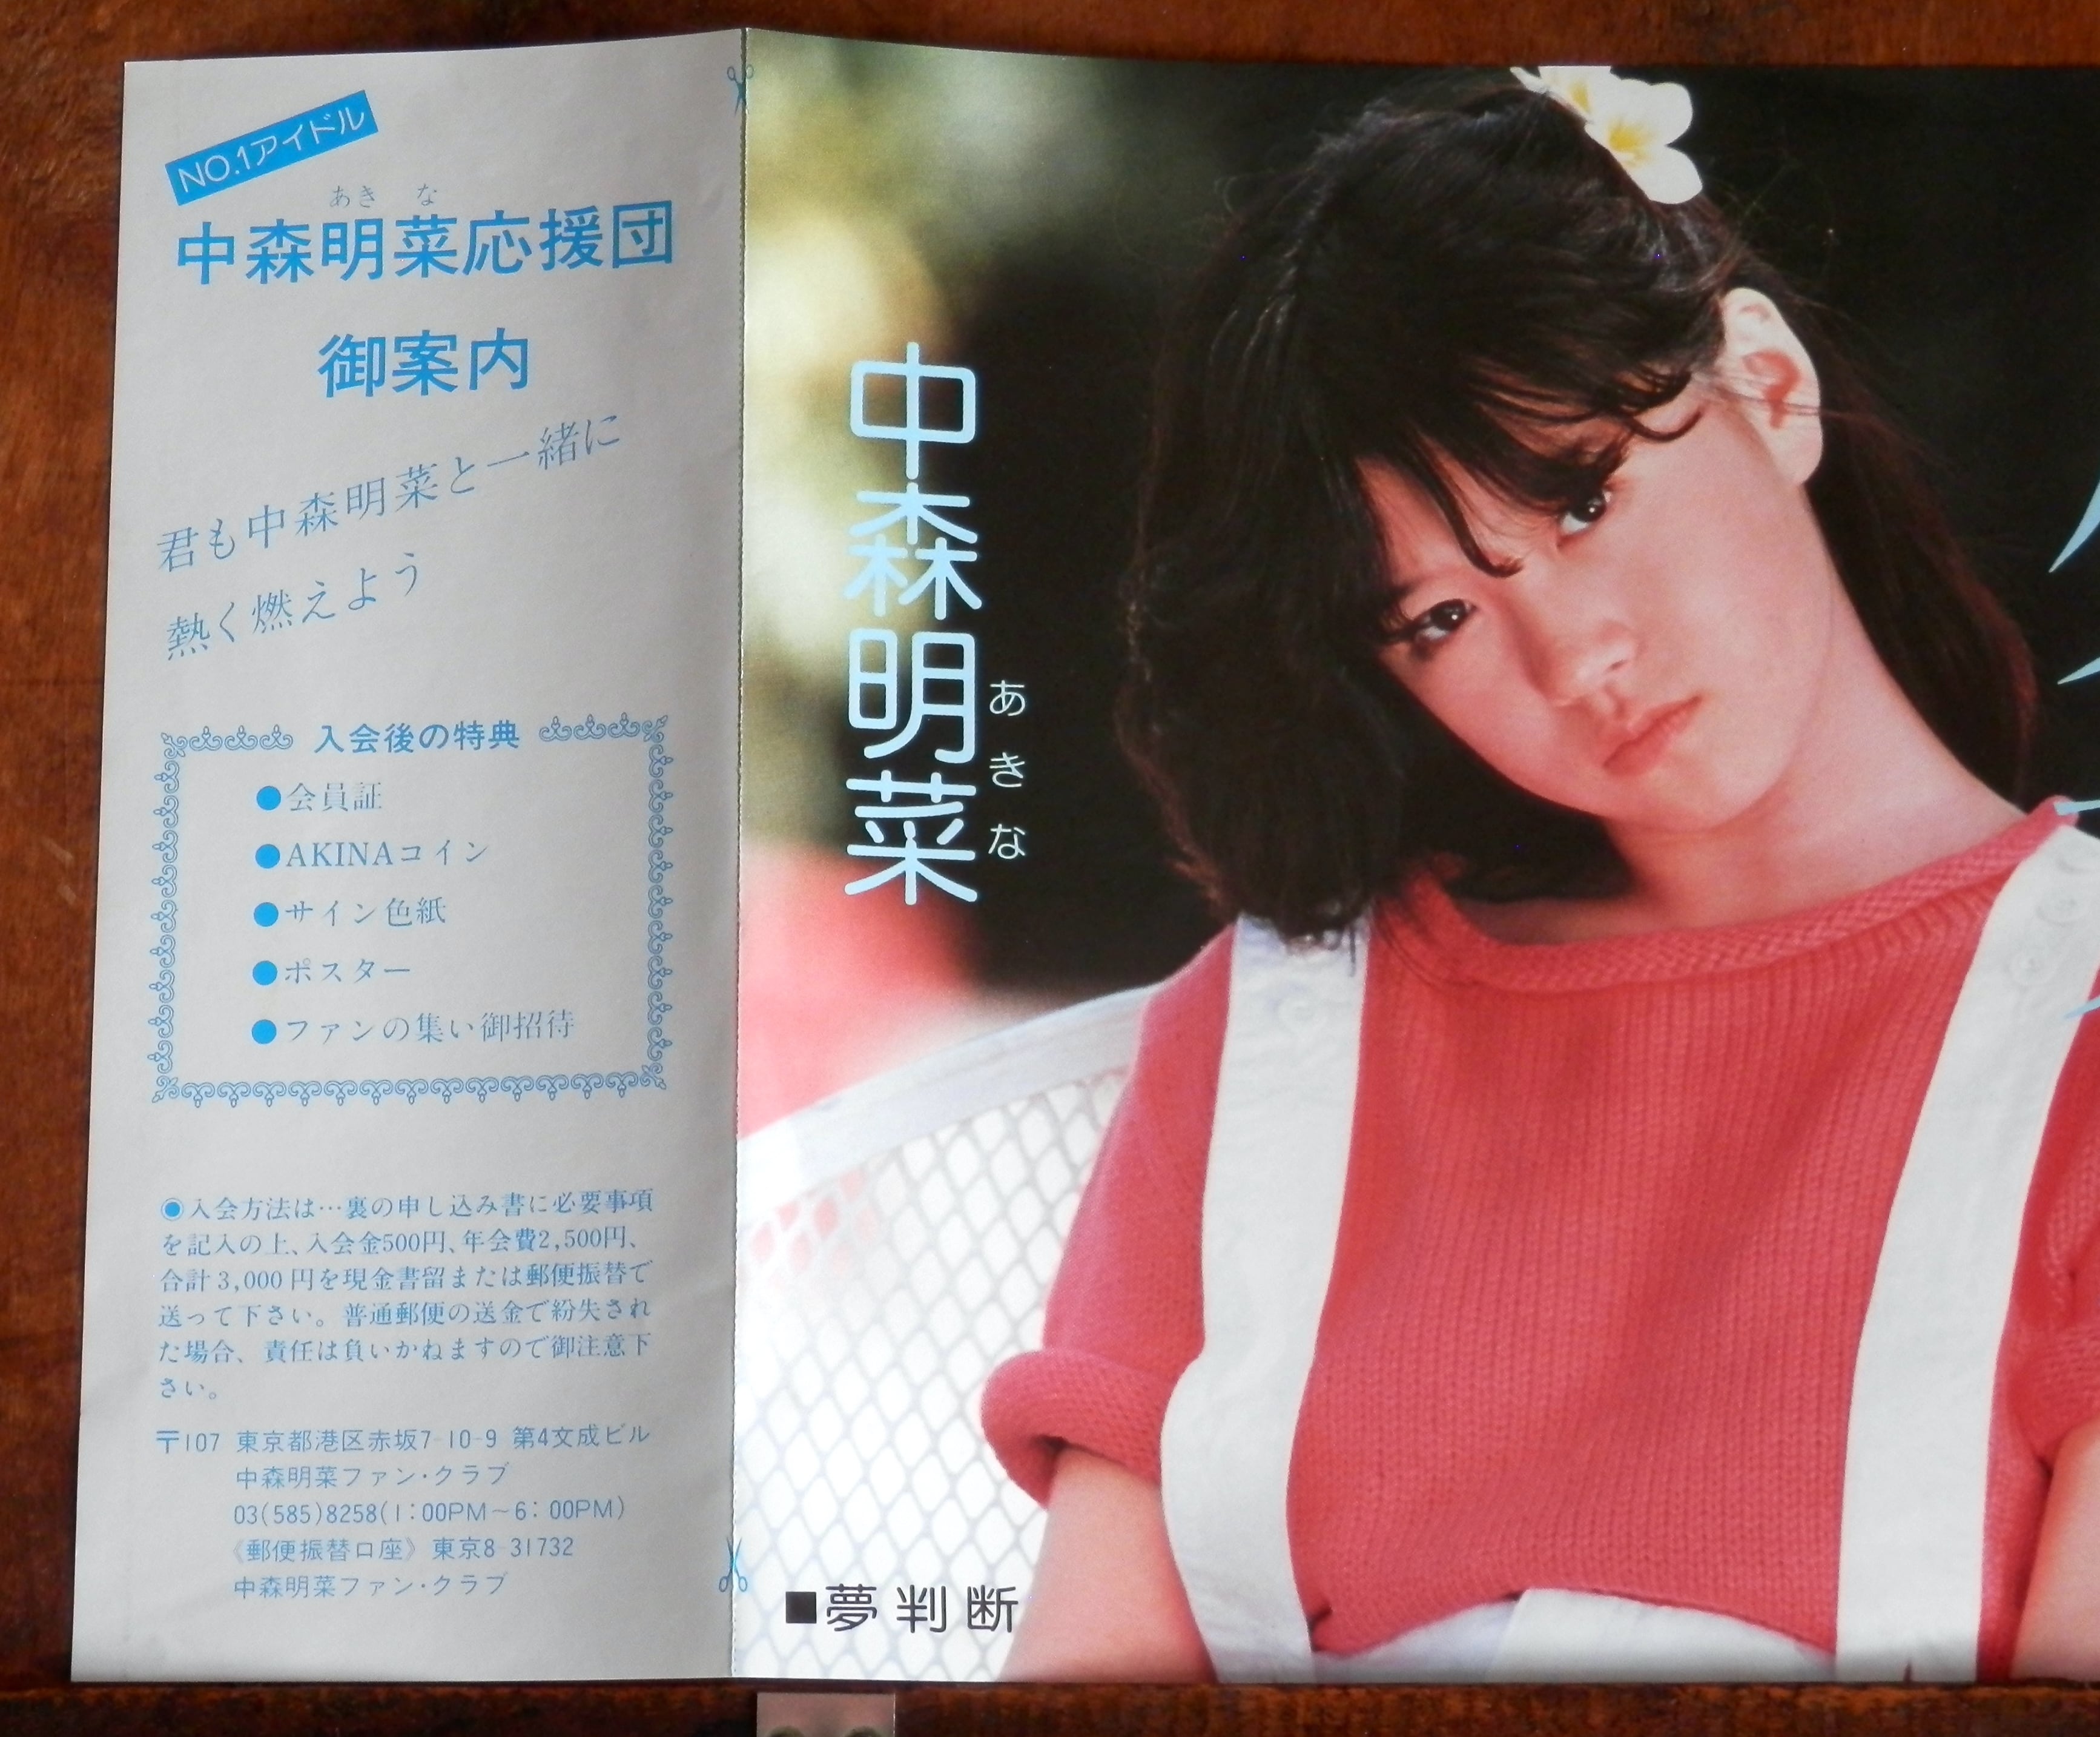 NO.1アイドル
あき な
中森明菜応援団
御案内
君も中森明菜と一緒に
熱く燃えよう
入会後の特典
●会員証
●AKINAコイン
●サイン色紙
●ポスター
●ファンの集い御招待
◉入会方法は…裏の申し込み書に必要事項
を記入の上、入会金500円、年会費2,500円、
合計3,000円を現金書留または郵便振替で
送って下さい。普通郵便の送金で紛失され
た場合、責任は負いかねますので御注意下
さい。
〒107 東京都港区赤坂7-10-9 第4文成ビル
中森明菜ファン・クラブ
03(585)8258(1:00PM～6:00PM)
《郵便振替口座》東京8-31732
中森明菜ファン・クラブ
中森明菜
あきな
■夢判断